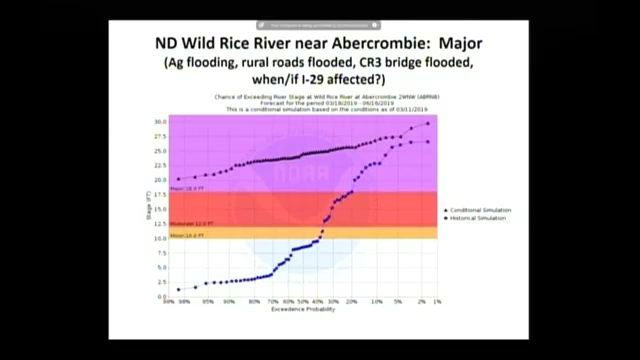 ND Wild Rice River near Abercrombie: Major
(Ag flooding, rural roads flooded, CR3 bridge flooded,
when/if I-29 affected?)
Chance of Exceeding River Stage at Wild Rice River at Abercrombie 2WNW (ABRN8)
Forecast for the period 03/18/2019 - 06/16/2019
This is a conditional simulation based on the conditions as of 03/11/2019
30.0
27.5
25.0
22.5
20.0
17.5
15.0
12.5
10.0
7.5
5.0
2.5
0.0
Stage (FT)
Major:18.0 FT
Moderate:12.0 FT
Minor:10.0 FT
NOAA
Conditional Simulation
Historical Simulation
99% 98% 95% 90% 80% 70% 60% 50% 40% 30% 20% 10% 5% 2% 1%
Exceedence Probability